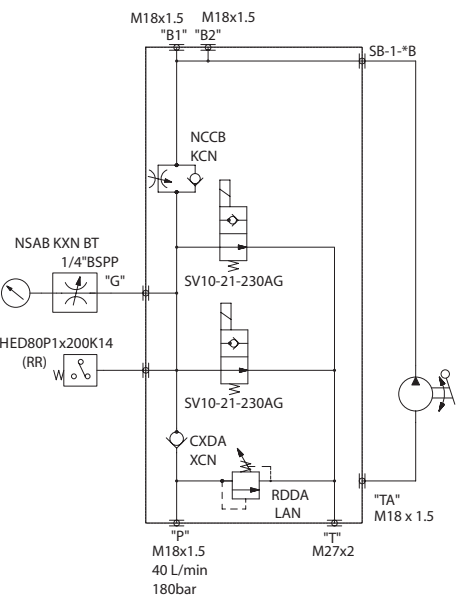 M18x1.5 M18x1.5
"B1" "B2"
SB-1-*B
NCCB
KCN
NSAB KXN BT
1/4"BSPP
"G"
SV10-21-230AG
HED80P1x200K14
(RR)
SV10-21-230AG
CXDA
XCN
RDDA
LAN
"TA"
M18 x 1.5
"P"
M18x1.5
40 L/min
180bar
"T"
M27x2